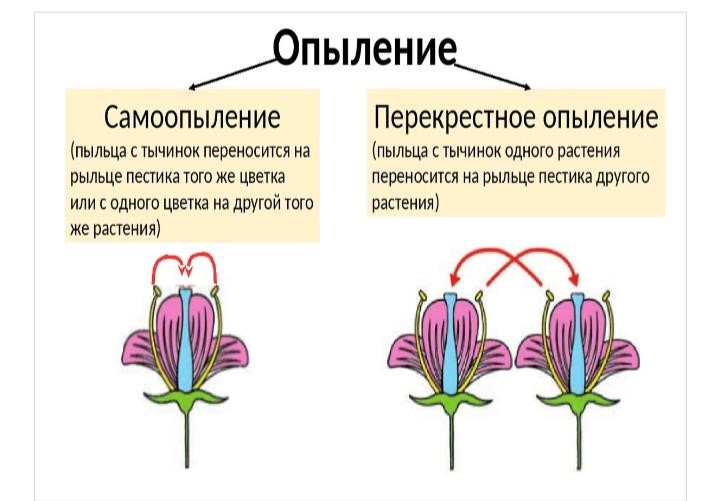 Опыление
Самоопыление
(пыльца с тычинок переносится на
рыльце пестика того же цветка
или с одного цветка на другой того
же растения)
Перекрестное опыление
(пыльца с тычинок одного растения
переносится на рыльце пестика другого
растения)